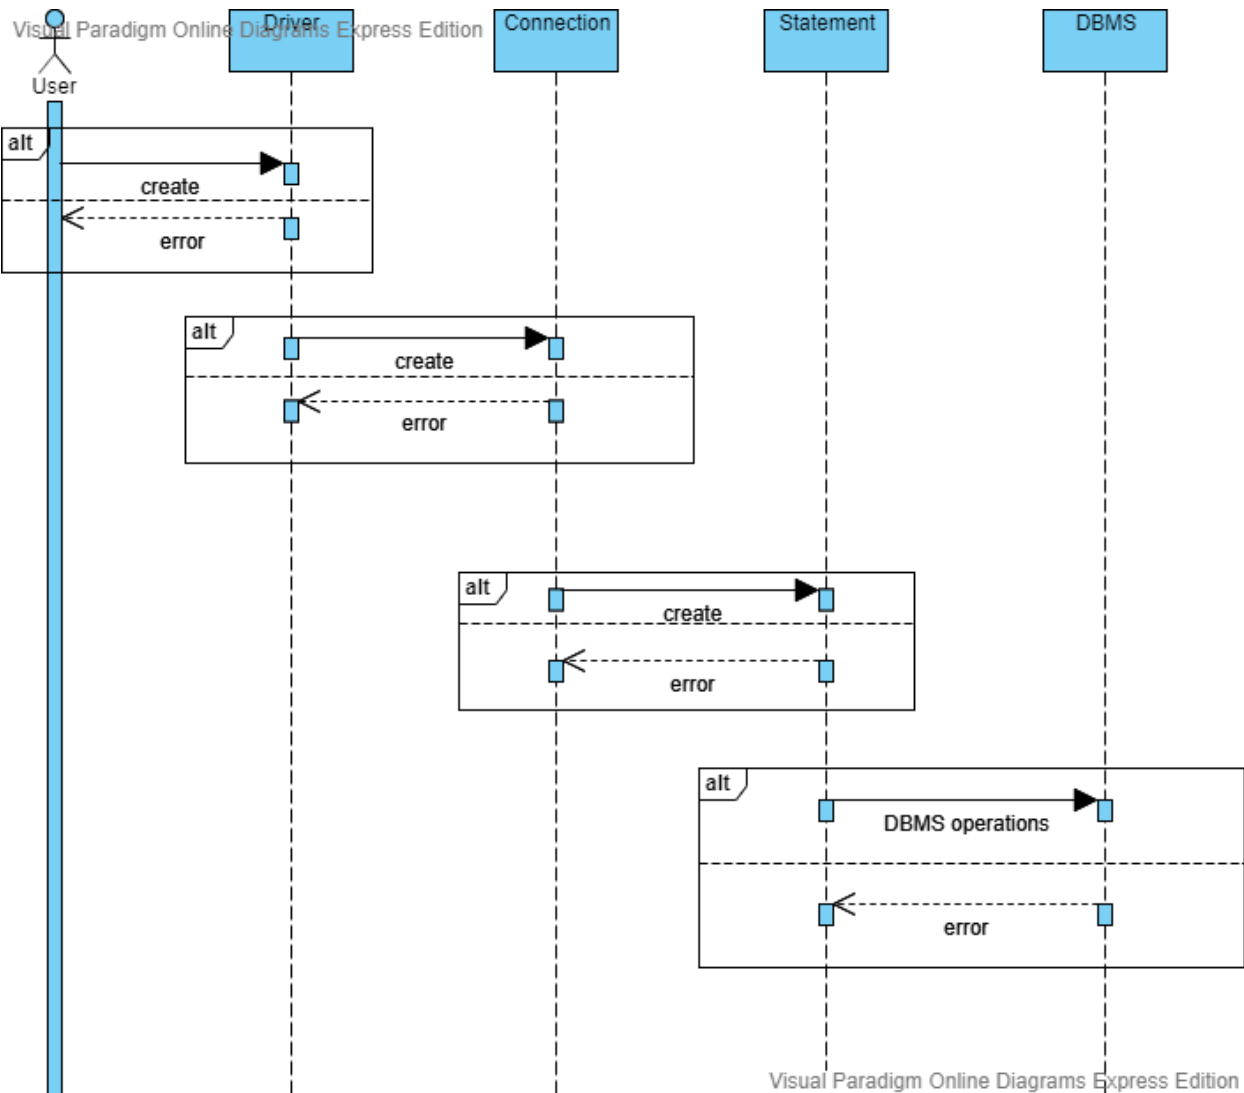 Visual Paradigm Online Diagrams Express Edition
Driver
Connection
Statement
DBMS
User
alt
create
error
alt
create
error
alt
create
error
alt
DBMS operations
error
Visual Paradigm Online Diagrams Express Edition